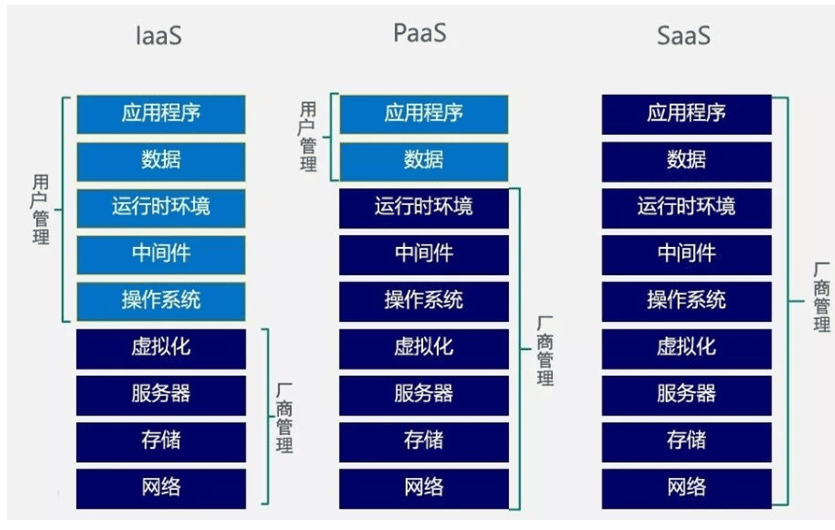 IaaS
PaaS
SaaS
用户管理
应用程序
数据
运行时环境
中间件
操作系统
虚拟化
服务器
存储
网络
厂商管理
用户管理
应用程序
数据
运行时环境
中间件
操作系统
虚拟化
服务器
存储
网络
厂商管理
应用程序
数据
运行时环境
中间件
操作系统
虚拟化
服务器
存储
网络
厂商管理